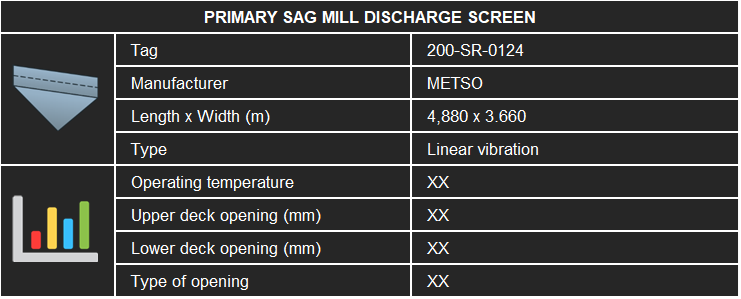 PRIMARY SAG MILL DISCHARGE SCREEN
Tag 200-SR-0124
Manufacturer METSO
Length x Width (m) 4,880 x 3.660
Type Linear vibration
Operating temperature XX
Upper deck opening (mm) XX
Lower deck opening (mm) XX
Type of opening XX